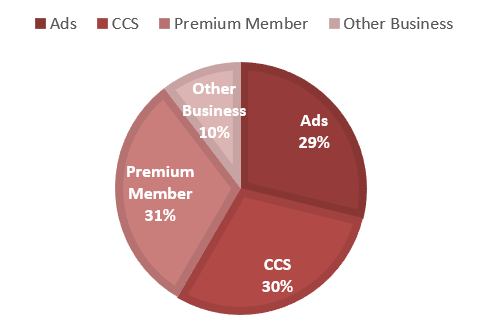 Ads CCS Premium Member Other Business
Other
Business
10%
Ads
29%
Premium
Member
31%
CCS
30%